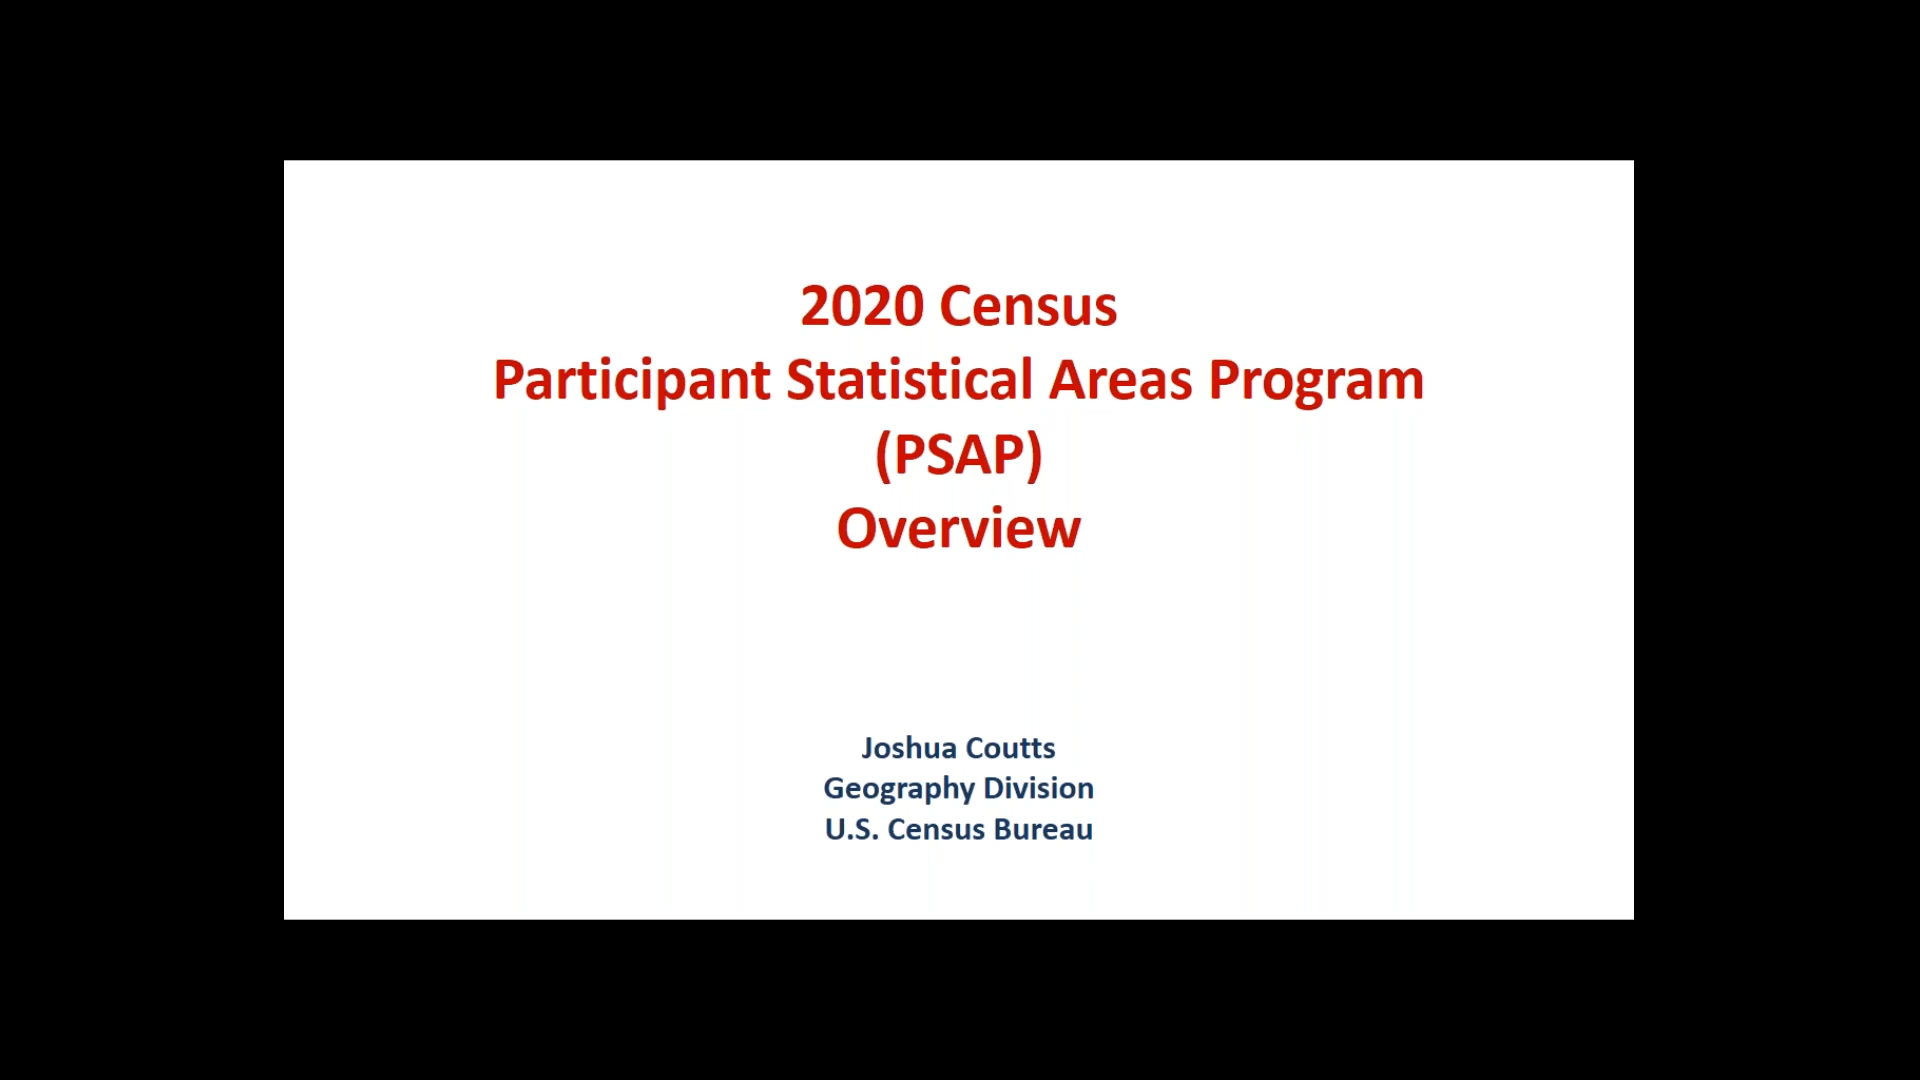 2020 Census
Participant Statistical Areas Program
(PSAP)
Overview
Joshua Coutts
Geography Division
U.S. Census Bureau